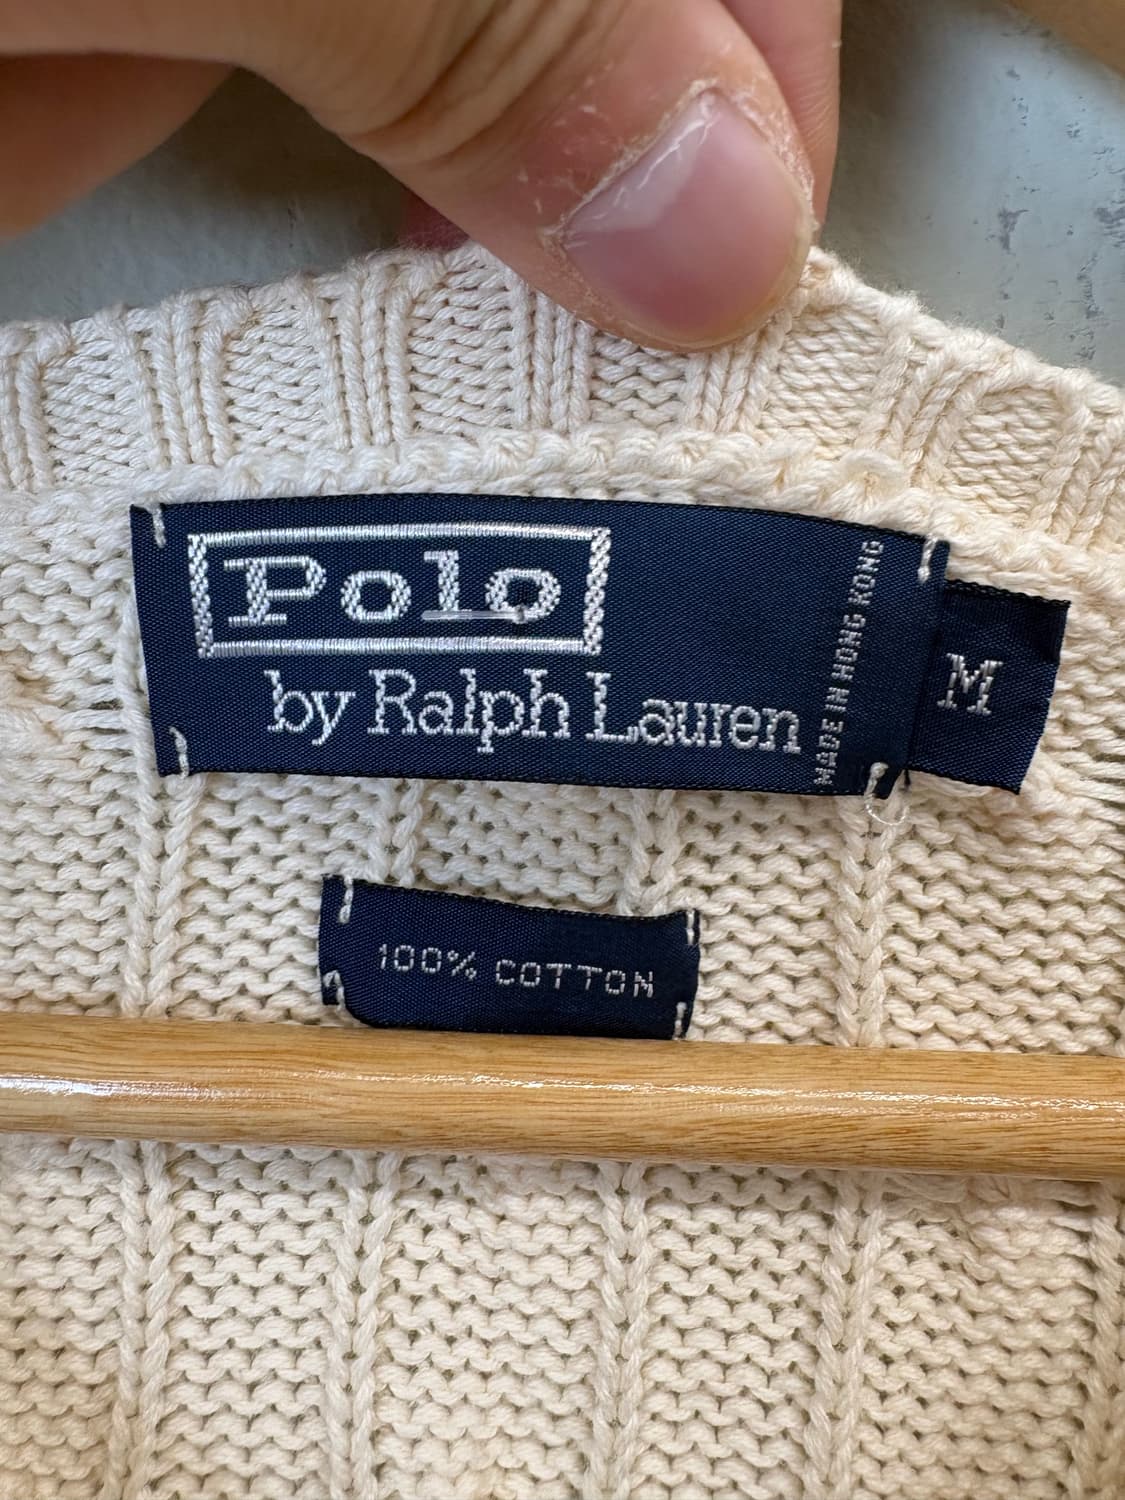 Polo
by Ralph Lauren
MADE IN HONG KONG
M
100% COTTON